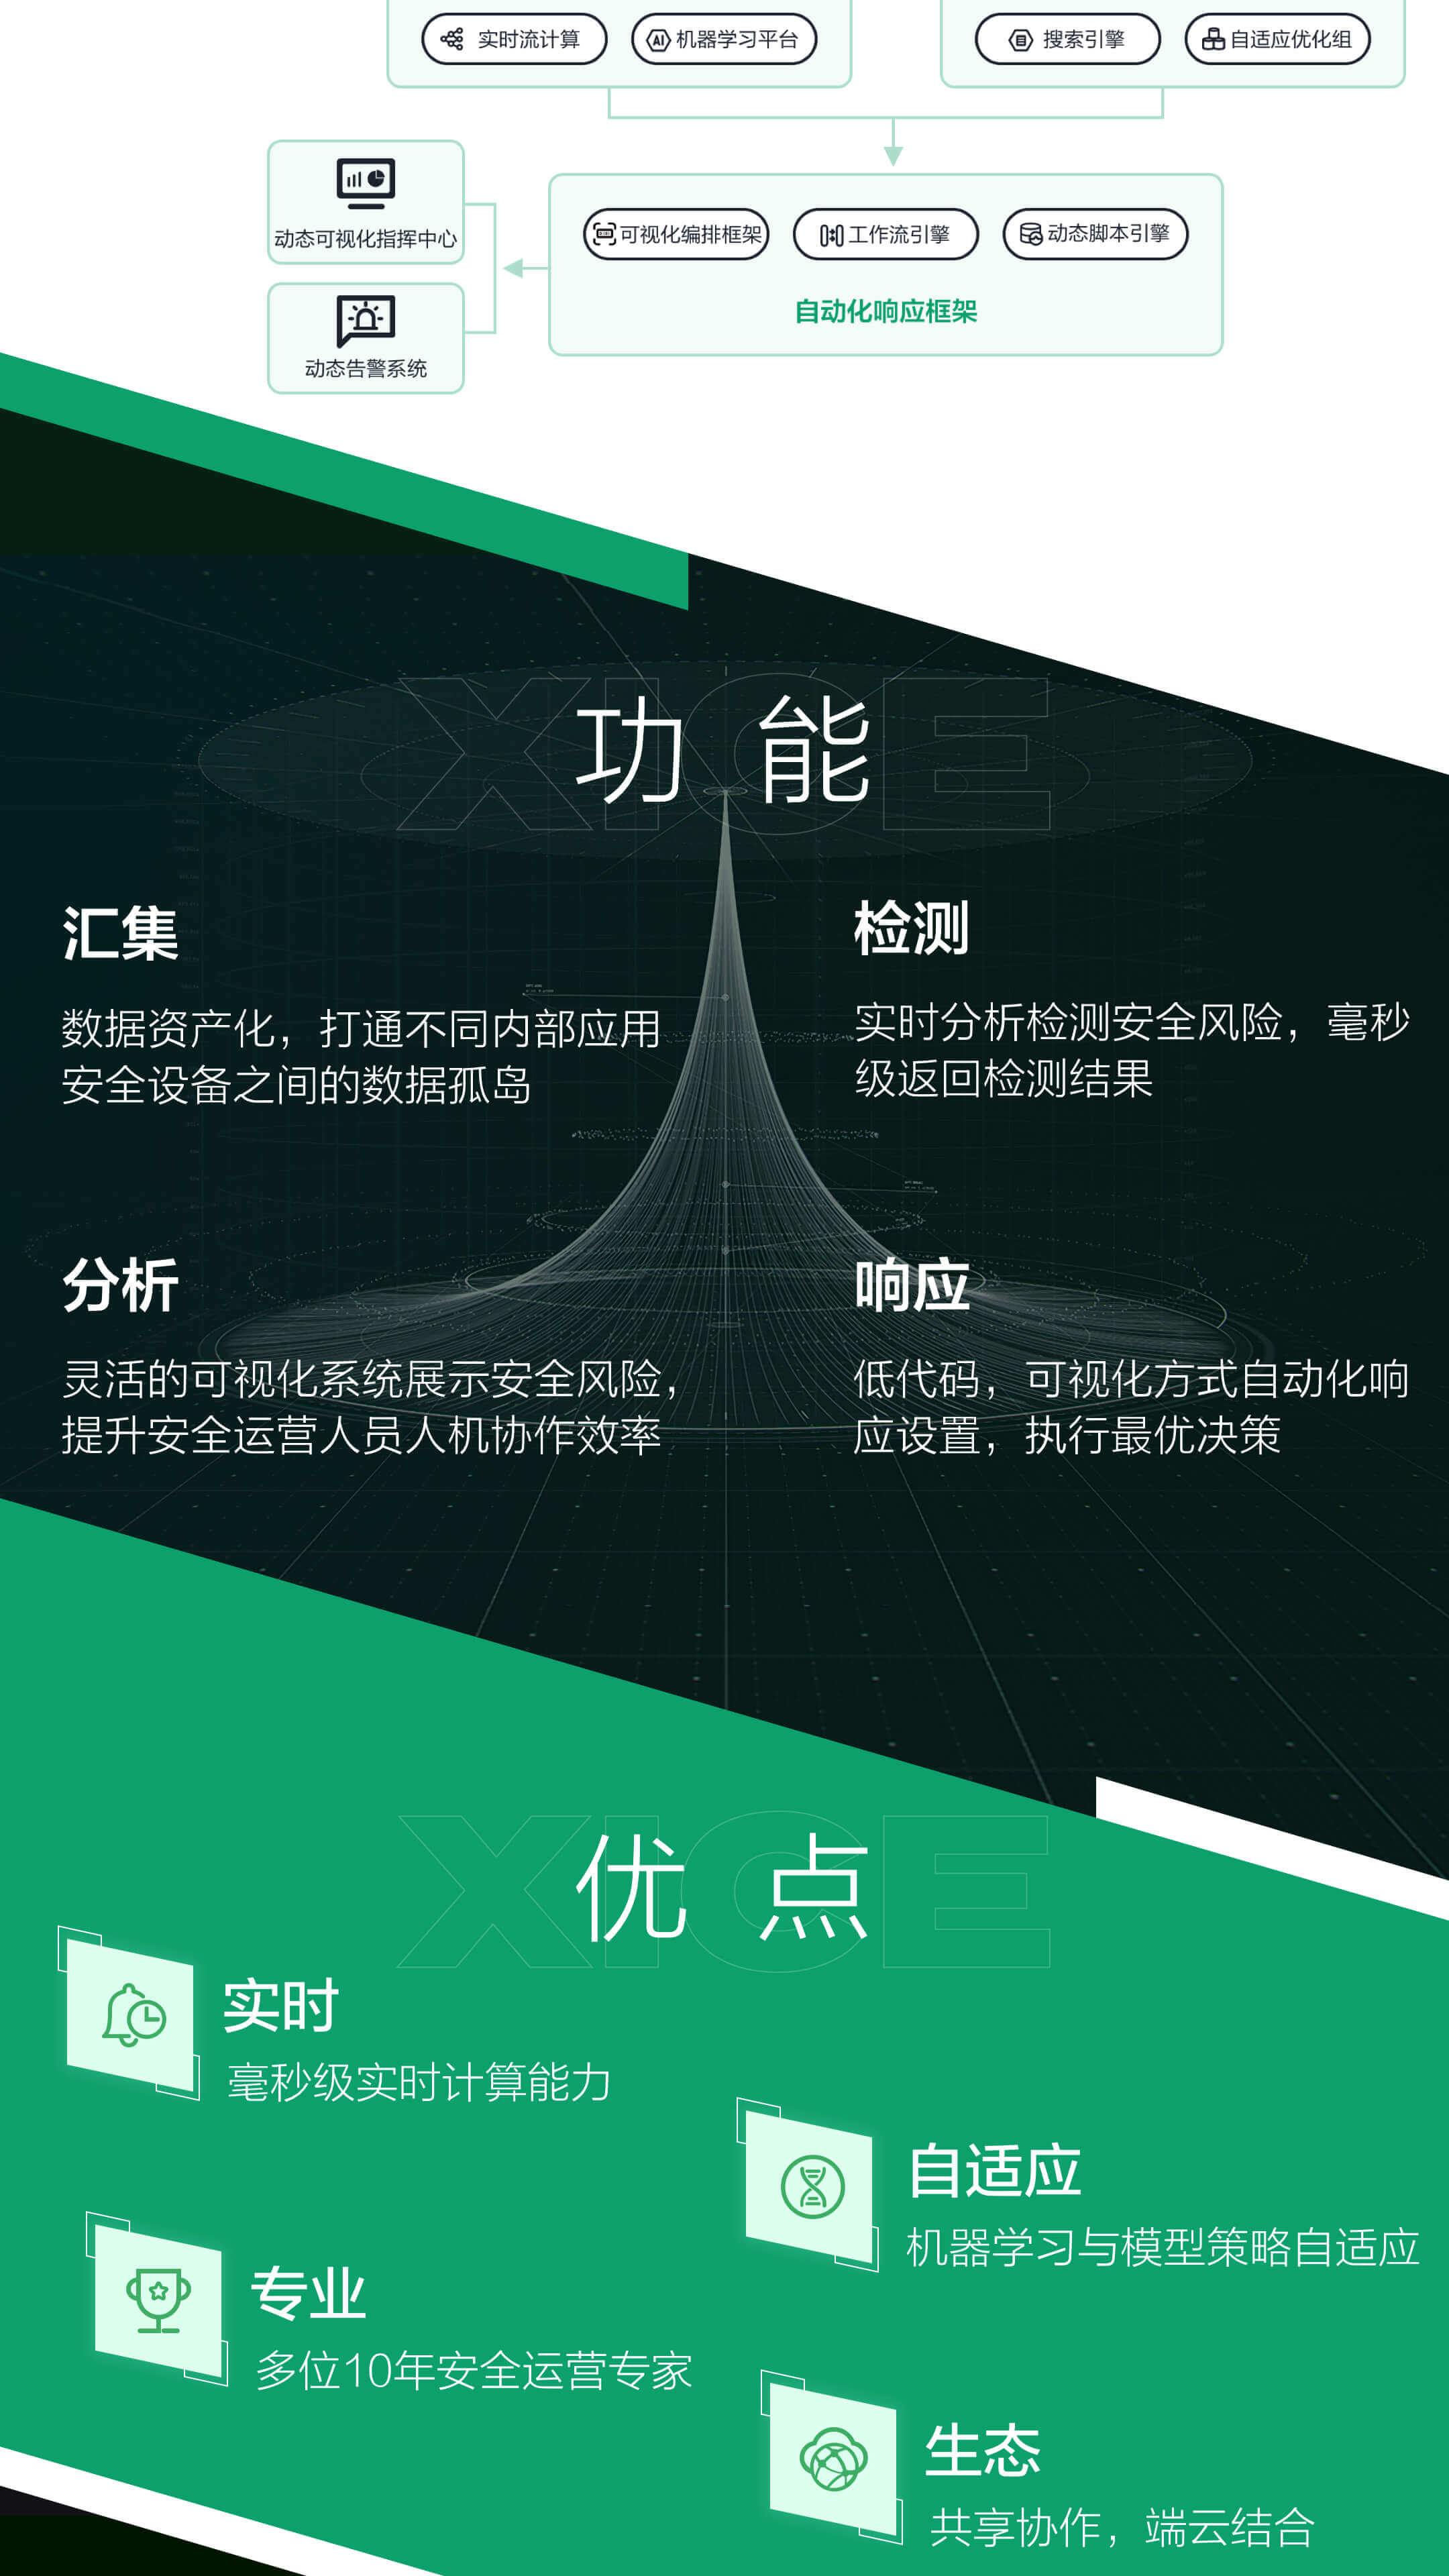 实时流计算
机器学习平台
搜索引擎
自适应优化组
动态可视化指挥中心
可视化编排框架
工作流引擎
动态脚本引擎
自动化响应框架
动态告警系统
XICE
功 能
汇集
数据资产化，打通不同内部应用
安全设备之间的数据孤岛
检测
实时分析检测安全风险，毫秒
级返回检测结果
分析
灵活的可视化系统展示安全风险，
提升安全运营人员人机协作效率
响应
低代码，可视化方式自动化响
应设置，执行最优决策
XICE
优 点
实时
毫秒级实时计算能力
自适应
机器学习与模型策略自适应
专业
多位10年安全运营专家
生态
共享协作，端云结合